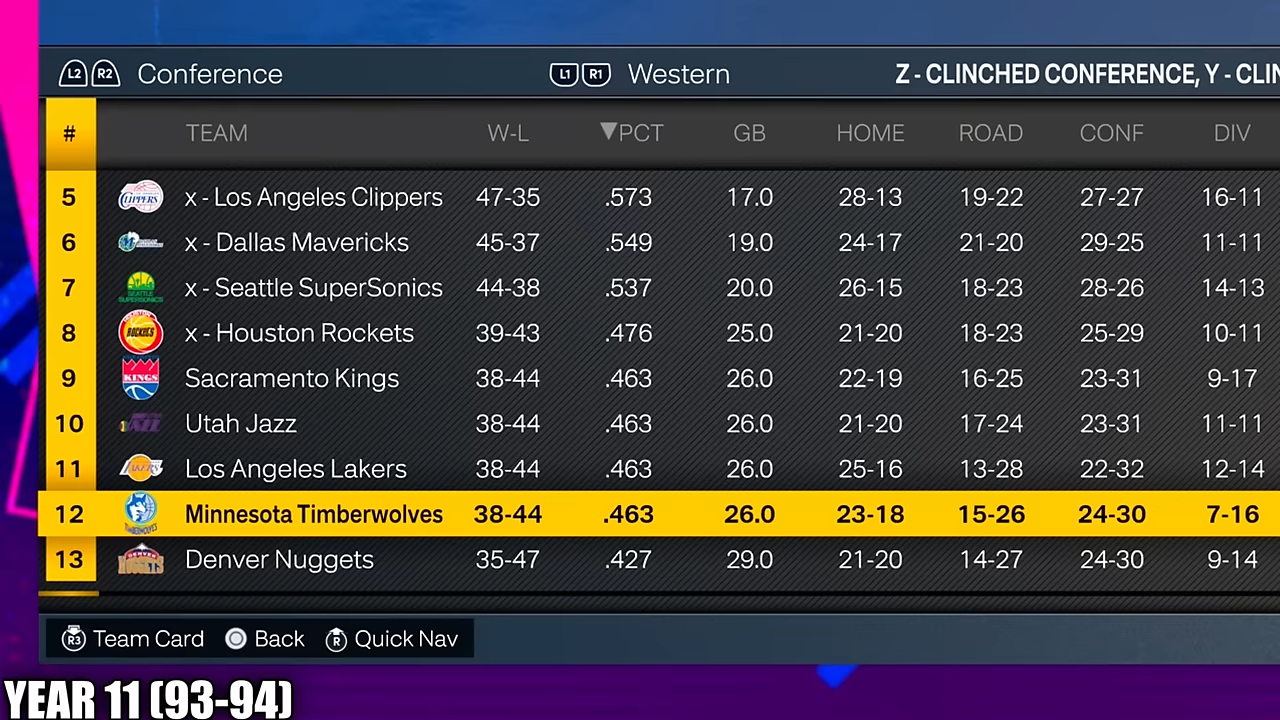 L2 R2 Conference L1 R1 Western Z - CLINCHED CONFERENCE, Y - CLIN
# TEAM W-L ▼PCT GB HOME ROAD CONF DIV
5 CLIPPERS x - Los Angeles Clippers 47-35 .573 17.0 28-13 19-22 27-27 16-11
6 x - Dallas Mavericks 45-37 .549 19.0 24-17 21-20 29-25 11-11
7 SEATTLE SUPERSONICS x - Seattle SuperSonics 44-38 .537 20.0 26-15 18-23 28-26 14-13
8 ROCKETS x - Houston Rockets 39-43 .476 25.0 21-20 18-23 25-29 10-11
9 KINGS Sacramento Kings 38-44 .463 26.0 22-19 16-25 23-31 9-17
10 Utah Jazz 38-44 .463 26.0 21-20 17-24 23-31 11-11
11 LAKERS Los Angeles Lakers 38-44 .463 26.0 25-16 13-28 22-32 12-14
12 Minnesota Timberwolves 38-44 .463 26.0 23-18 15-26 24-30 7-16
13 Denver Nuggets 35-47 .427 29.0 21-20 14-27 24-30 9-14
R3 Team Card Back R Quick Nav
YEAR 11 (93-94)